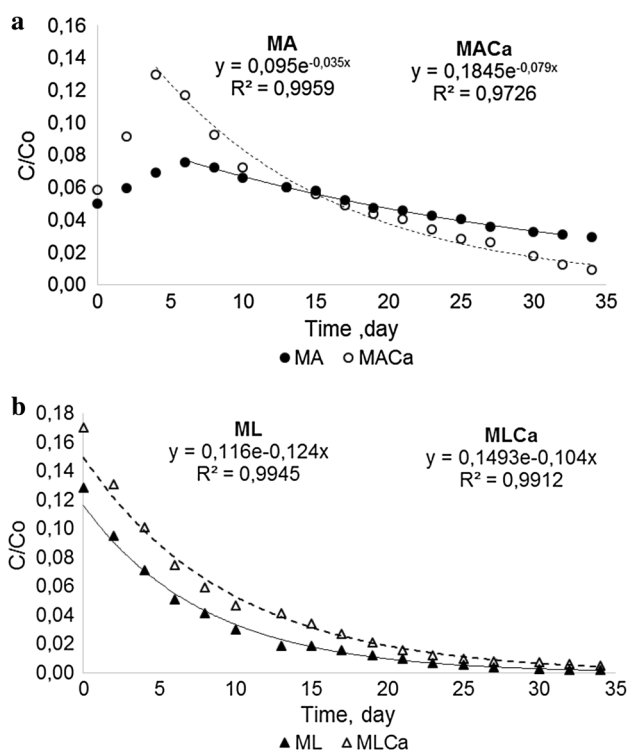 a
0,16
0,14
0,12
0,10
0,08
0,06
0,04
0,02
0,00
C/Co
MA
y = 0,095e-0,035x
R² = 0,9959
MACa
y = 0,1845e-0,079x
R² = 0,9726
0 5 10 15 20 25 30 35
Time ,day
MA MACa
b
0,18
0,16
0,14
0,12
0,10
0,08
0,06
0,04
0,02
0,00
C/Co
ML
y = 0,116e-0,124x
R² = 0,9945
MLCa
y = 0,1493e-0,104x
R² = 0,9912
0 5 10 15 20 25 30 35
Time, day
ML MLCa